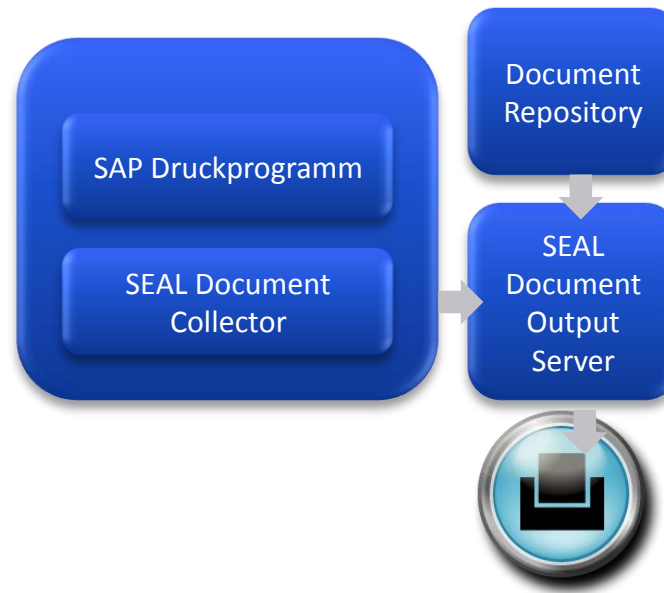 SAP Druckprogramm
SEAL Document
Collector
Document
Repository
SEAL
Document
Output
Server